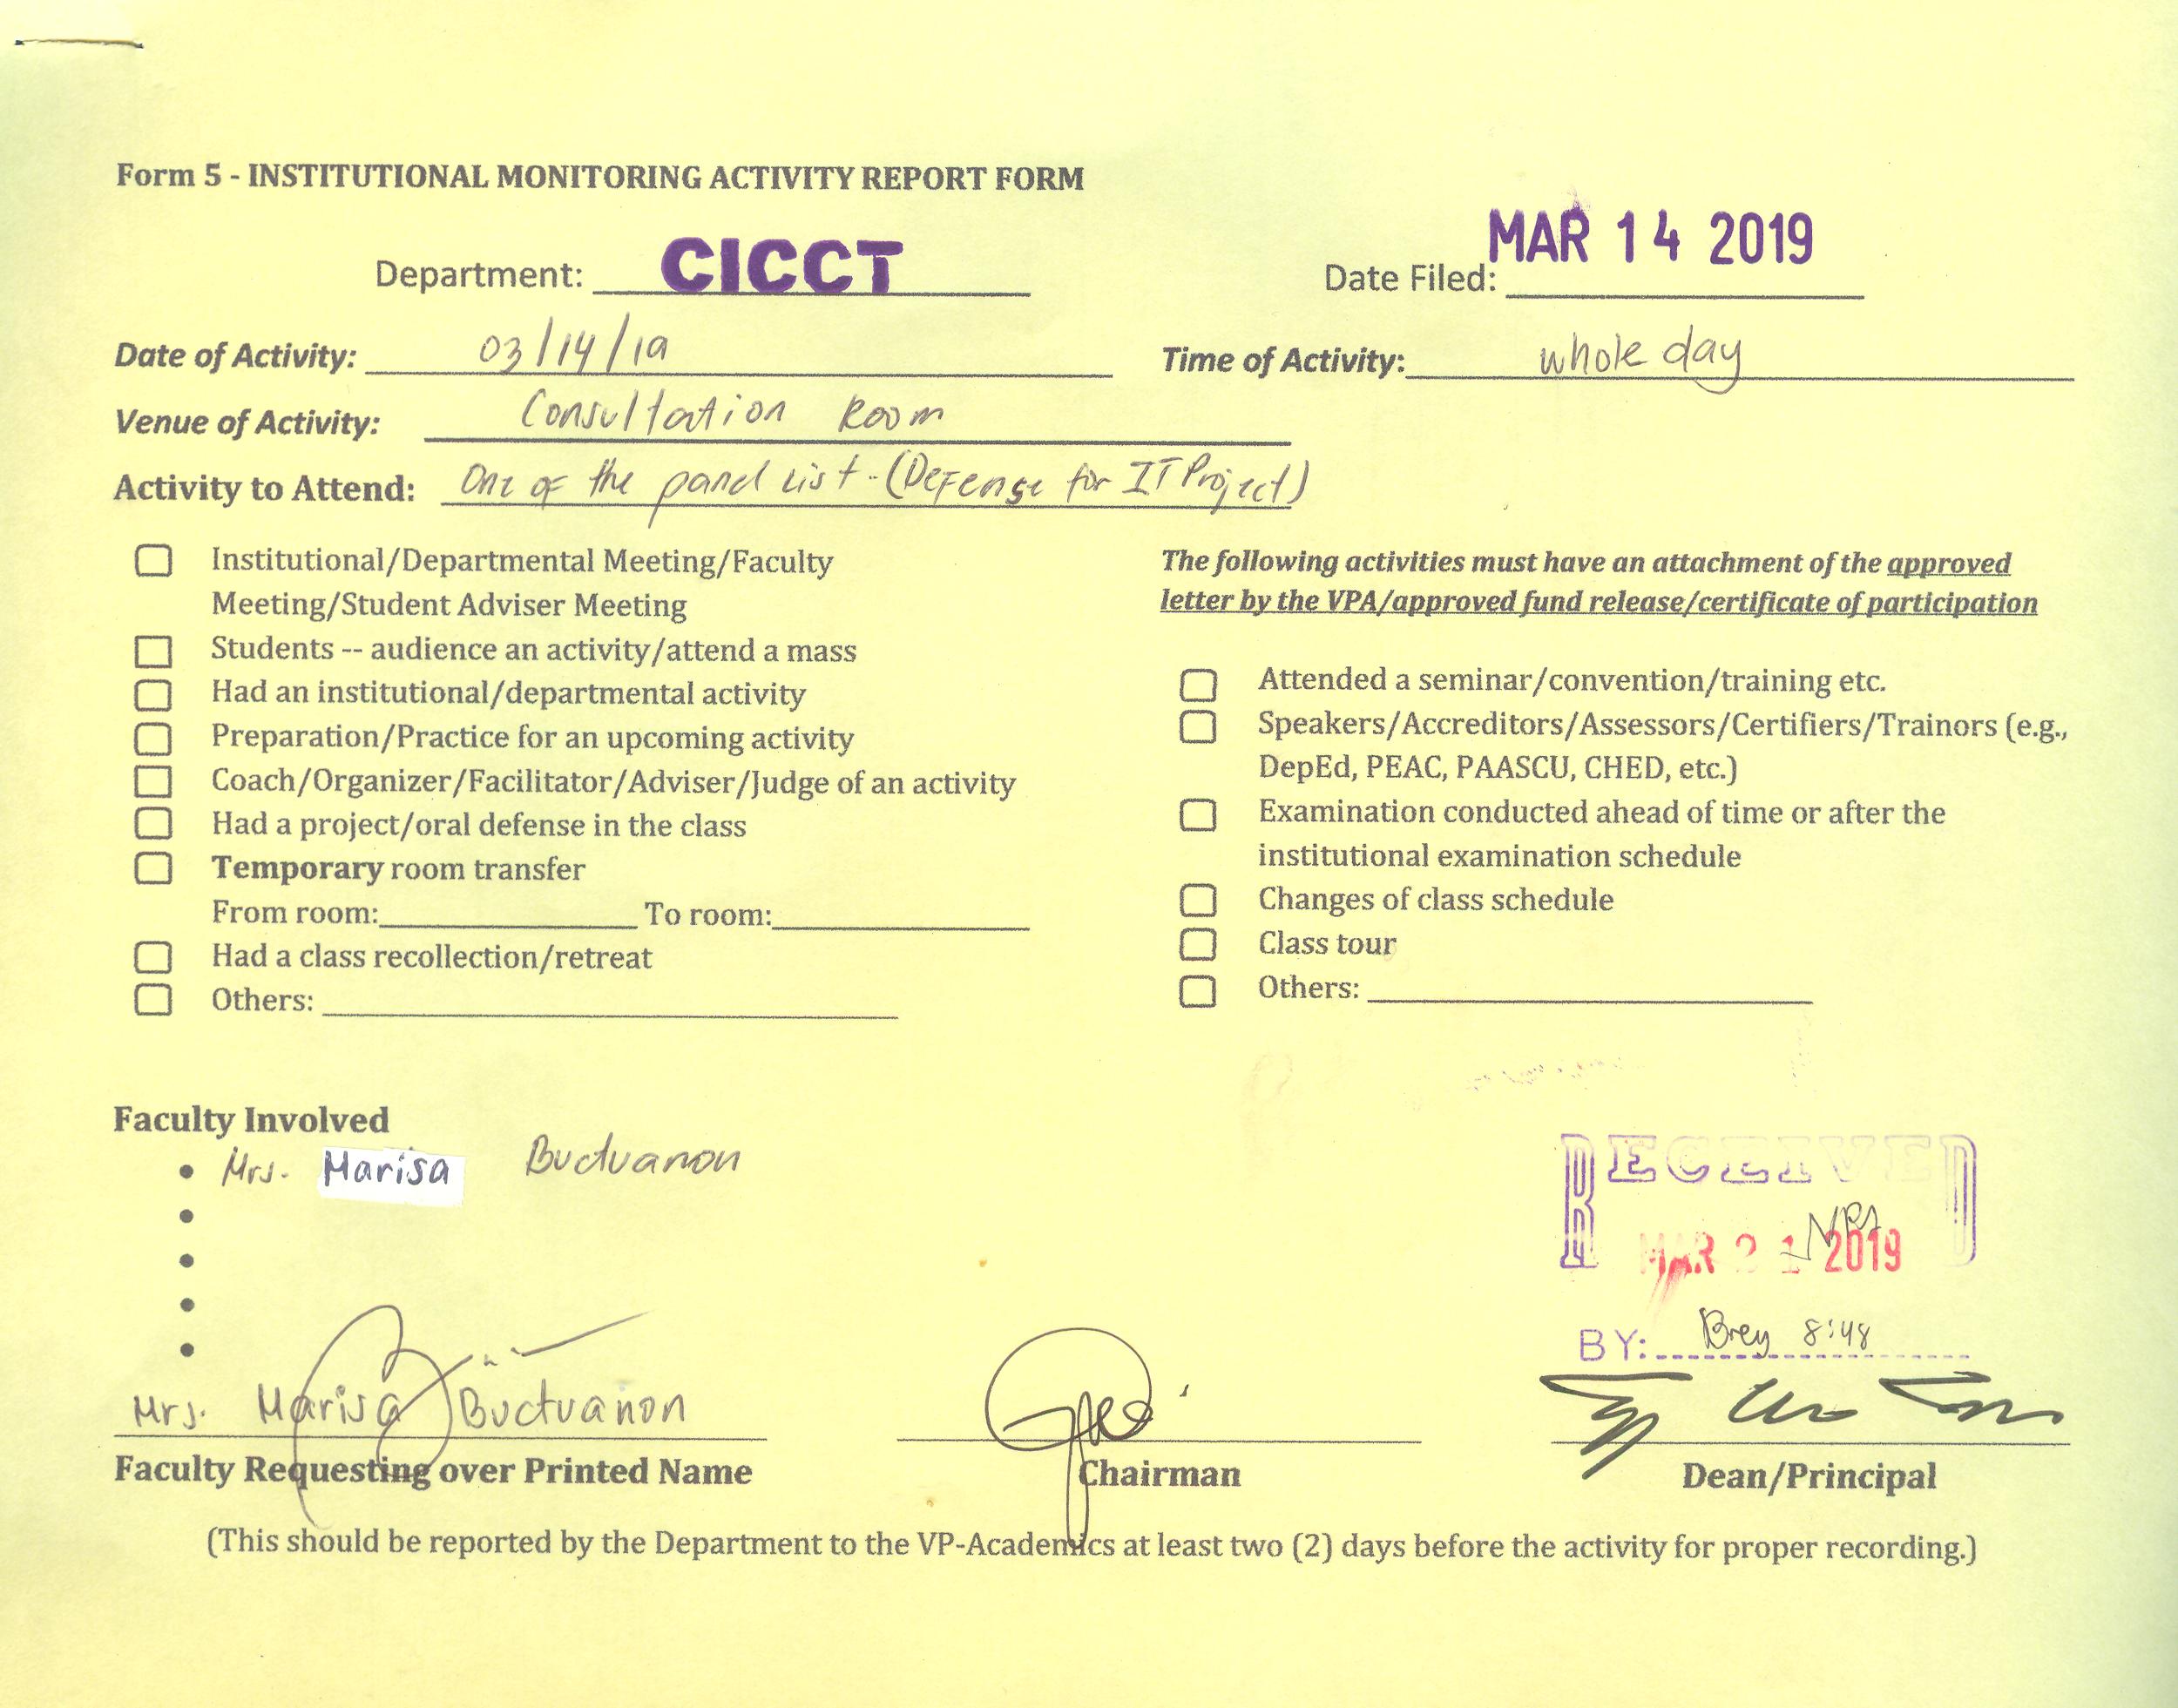 Form 5 - INSTITUTIONAL MONITORING ACTIVITY REPORT FORM
Department: CICCT
Date Filed: MAR 14 2019
Date of Activity: 03/14/19
Time of Activity: whole day
Venue of Activity: Consultation Room
Activity to Attend: One of the panel list. (Defense for IT Project)
Institutional/Departmental Meeting/Faculty
Meeting/Student Adviser Meeting
Students -- audience an activity/attend a mass
Had an institutional/departmental activity
Preparation/Practice for an upcoming activity
Coach/Organizer/Facilitator/Adviser/Judge of an activity
Had a project/oral defense in the class
Temporary room transfer
From room: To room:
Had a class recollection/retreat
Others:
The following activities must have an attachment of the approved
letter by the VPA/approved fund release/certificate of participation
Attended a seminar/convention/training etc.
Speakers/Accreditors/Assessors/Certifiers/Trainors (e.g.,
DepEd, PEAC, PAASCU, CHED, etc.)
Examination conducted ahead of time or after the
institutional examination schedule
Changes of class schedule
Class tour
Others:
Faculty Involved
• Mrs. Marisa Buctuanon
•
•
•
•
RECEIVED
MAR 21 2019
BY: Brey 8:48
Mrs. Marisa Buctuanon
Faculty Requesting over Printed Name
Chairman
Dean/Principal
(This should be reported by the Department to the VP-Academics at least two (2) days before the activity for proper recording.)